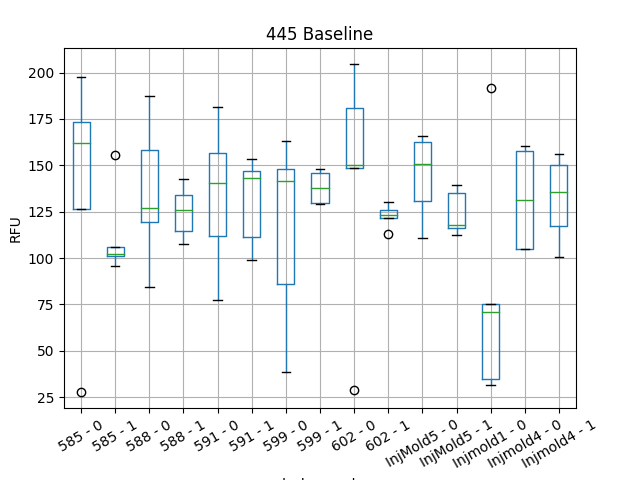 445 Baseline
200
175
150
125
100
75
50
25
RFU
585 - 0
585 - 1
588 - 0
588 - 1
591 - 0
591 - 1
599 - 0
599 - 1
602 - 0
602 - 1
InjMold5 - 0
InjMold5 - 1
Injmold1 - 0
Injmold4 - 0
Injmold4 - 1